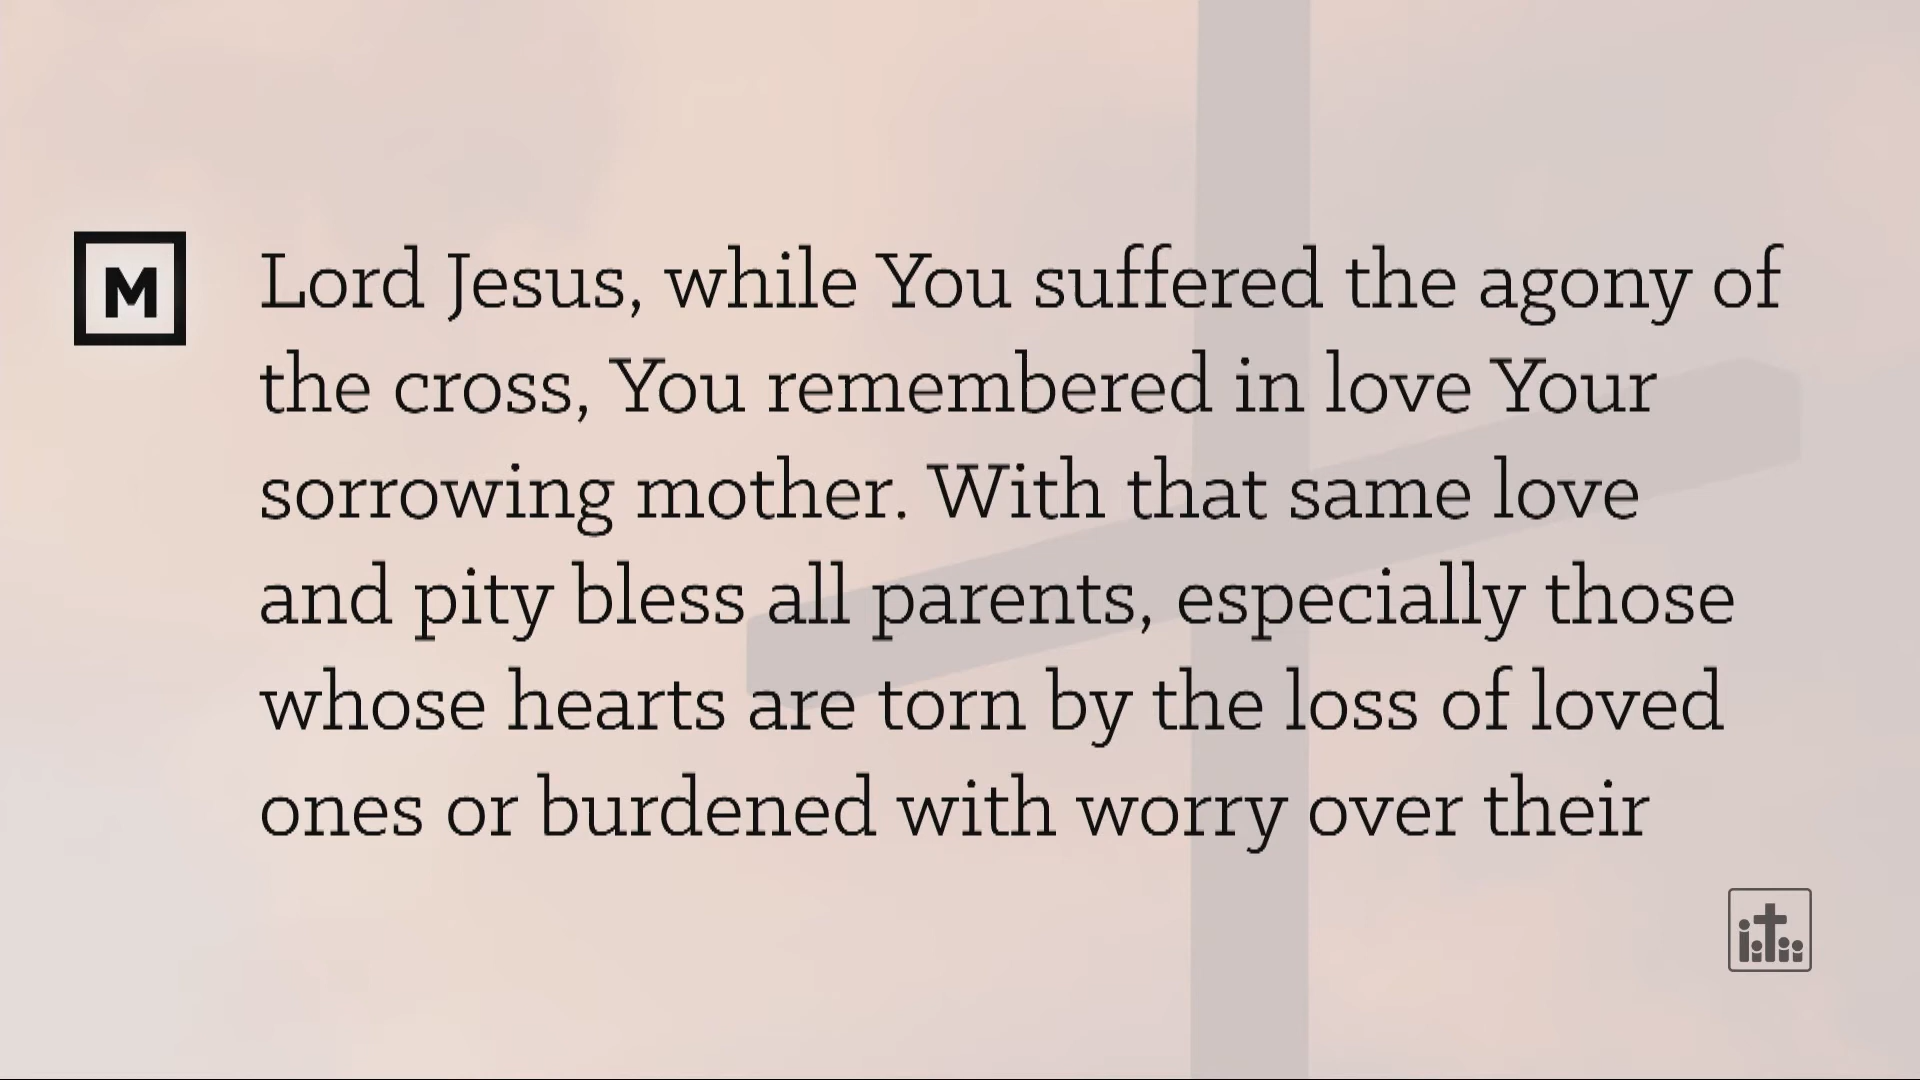 M
Lord Jesus, while You suffered the agony of
the cross, You remembered in love Your
sorrowing mother. With that same love
and pity bless all parents, especially those
whose hearts are torn by the loss of loved
ones or burdened with worry over their